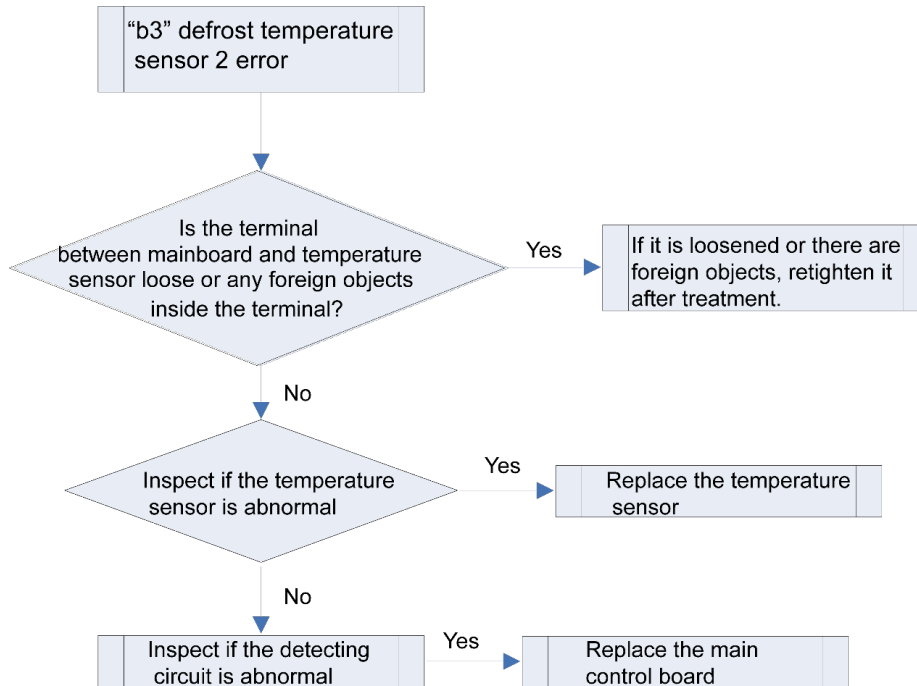 “b3” defrost temperature
sensor 2 error
Is the terminal
between mainboard and temperature
sensor loose or any foreign objects
inside the terminal?
Yes
If it is loosened or there are
foreign objects, retighten it
after treatment.
No
Inspect if the temperature
sensor is abnormal
Yes
Replace the temperature
sensor
No
Inspect if the detecting
circuit is abnormal
Yes
Replace the main
control board